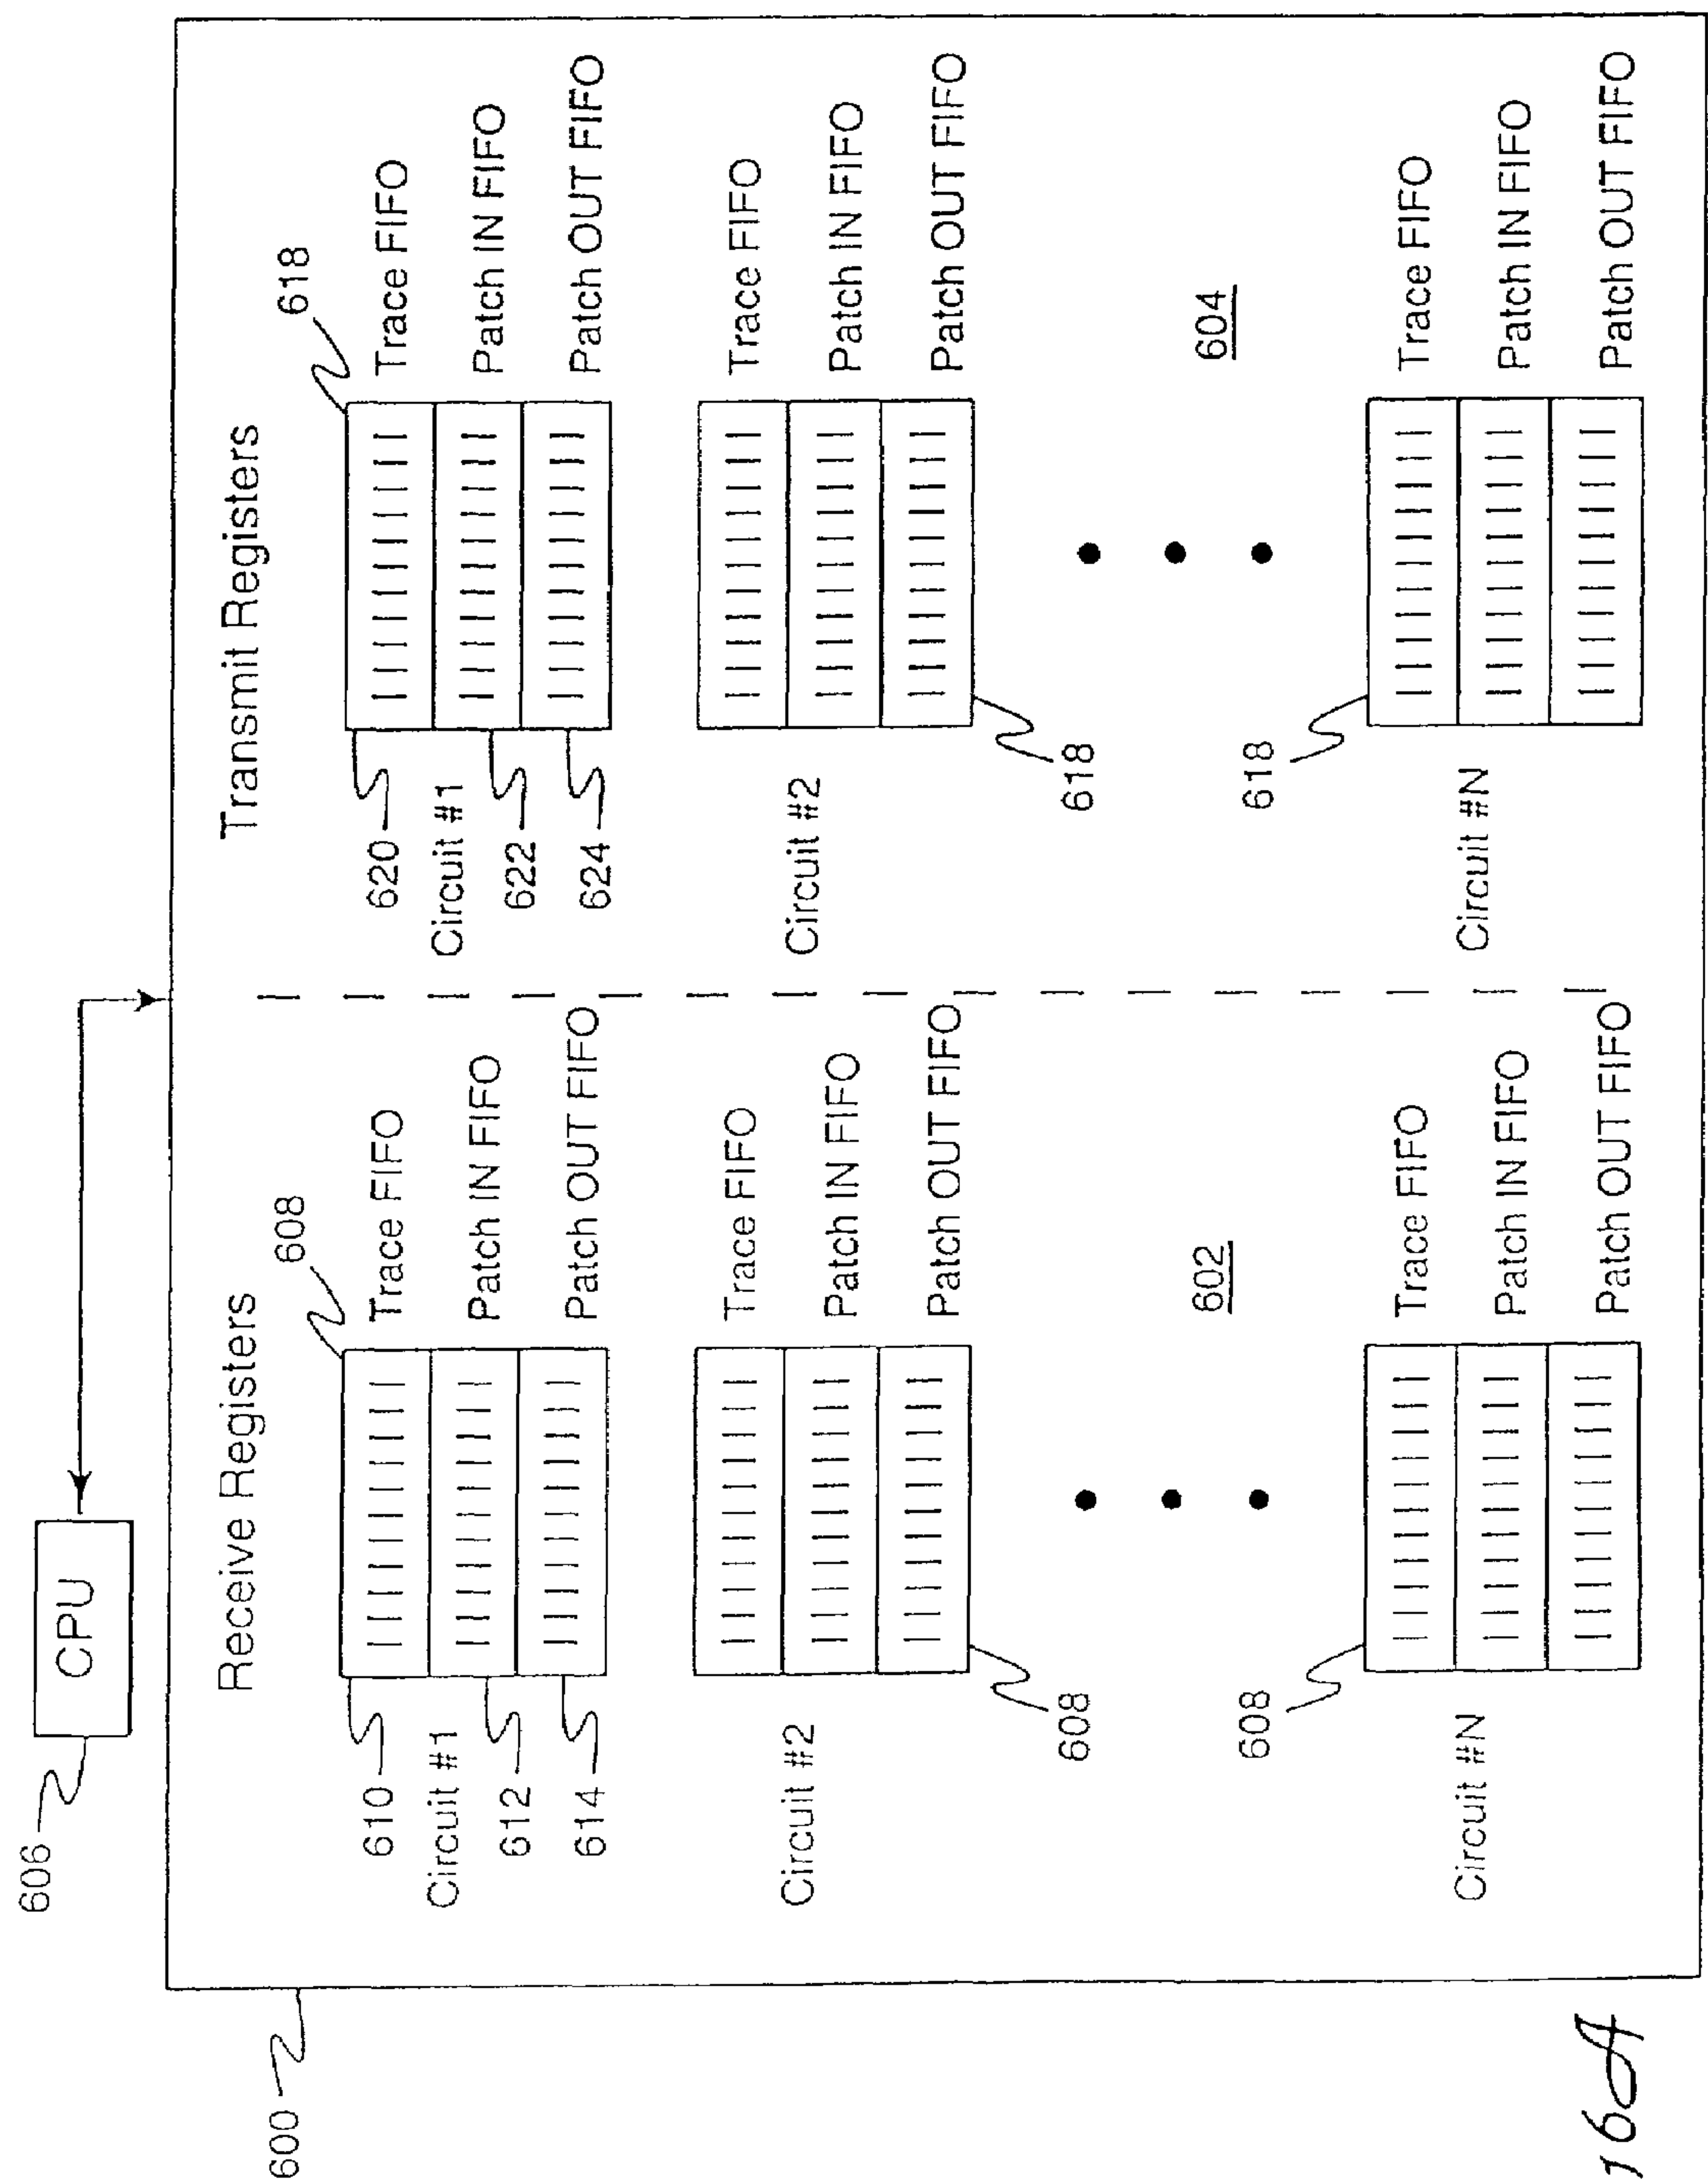 606
CPU
600
Receive Registers
Transmit Registers
608
618
610
Circuit #1
612
614
Trace FIFO
Patch IN FIFO
Patch OUT FIFO
620
Circuit #1
622
624
Trace FIFO
Patch IN FIFO
Patch OUT FIFO
Circuit #2
608
Trace FIFO
Patch IN FIFO
Patch OUT FIFO
Circuit #2
618
Trace FIFO
Patch IN FIFO
Patch OUT FIFO
602
604
608
Circuit #N
Trace FIFO
Patch IN FIFO
Patch OUT FIFO
618
Circuit #N
Trace FIFO
Patch IN FIFO
Patch OUT FIFO
16A